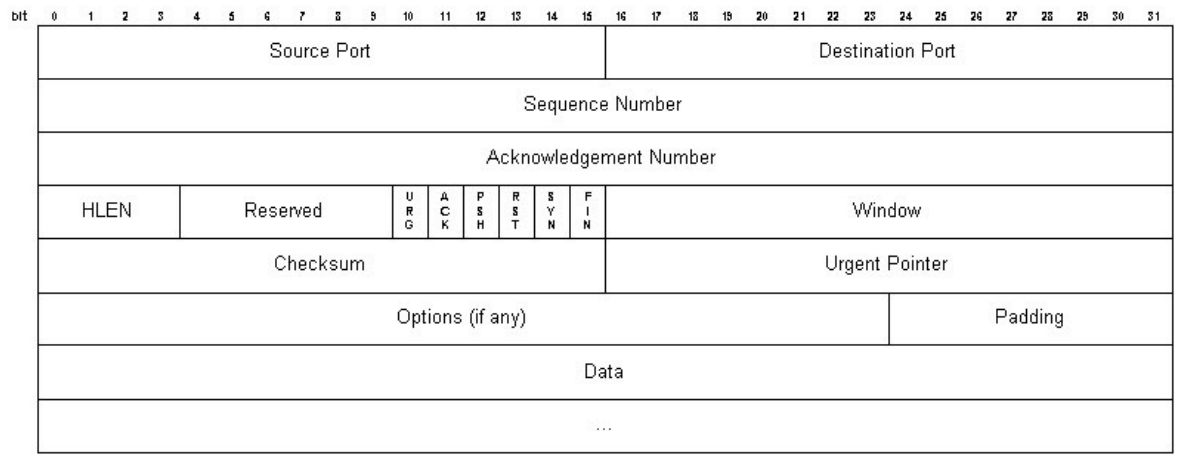 bit 0 1 2 3 4 5 6 7 8 9 10 11 12 13 14 15 16 17 18 19 20 21 22 23 24 25 26 27 28 29 30 31
Source Port Destination Port
Sequence Number
Acknowledgement Number
HLEN Reserved URG ACK PSH RST SYN FIN Window
Checksum Urgent Pointer
Options (if any) Padding
Data
...